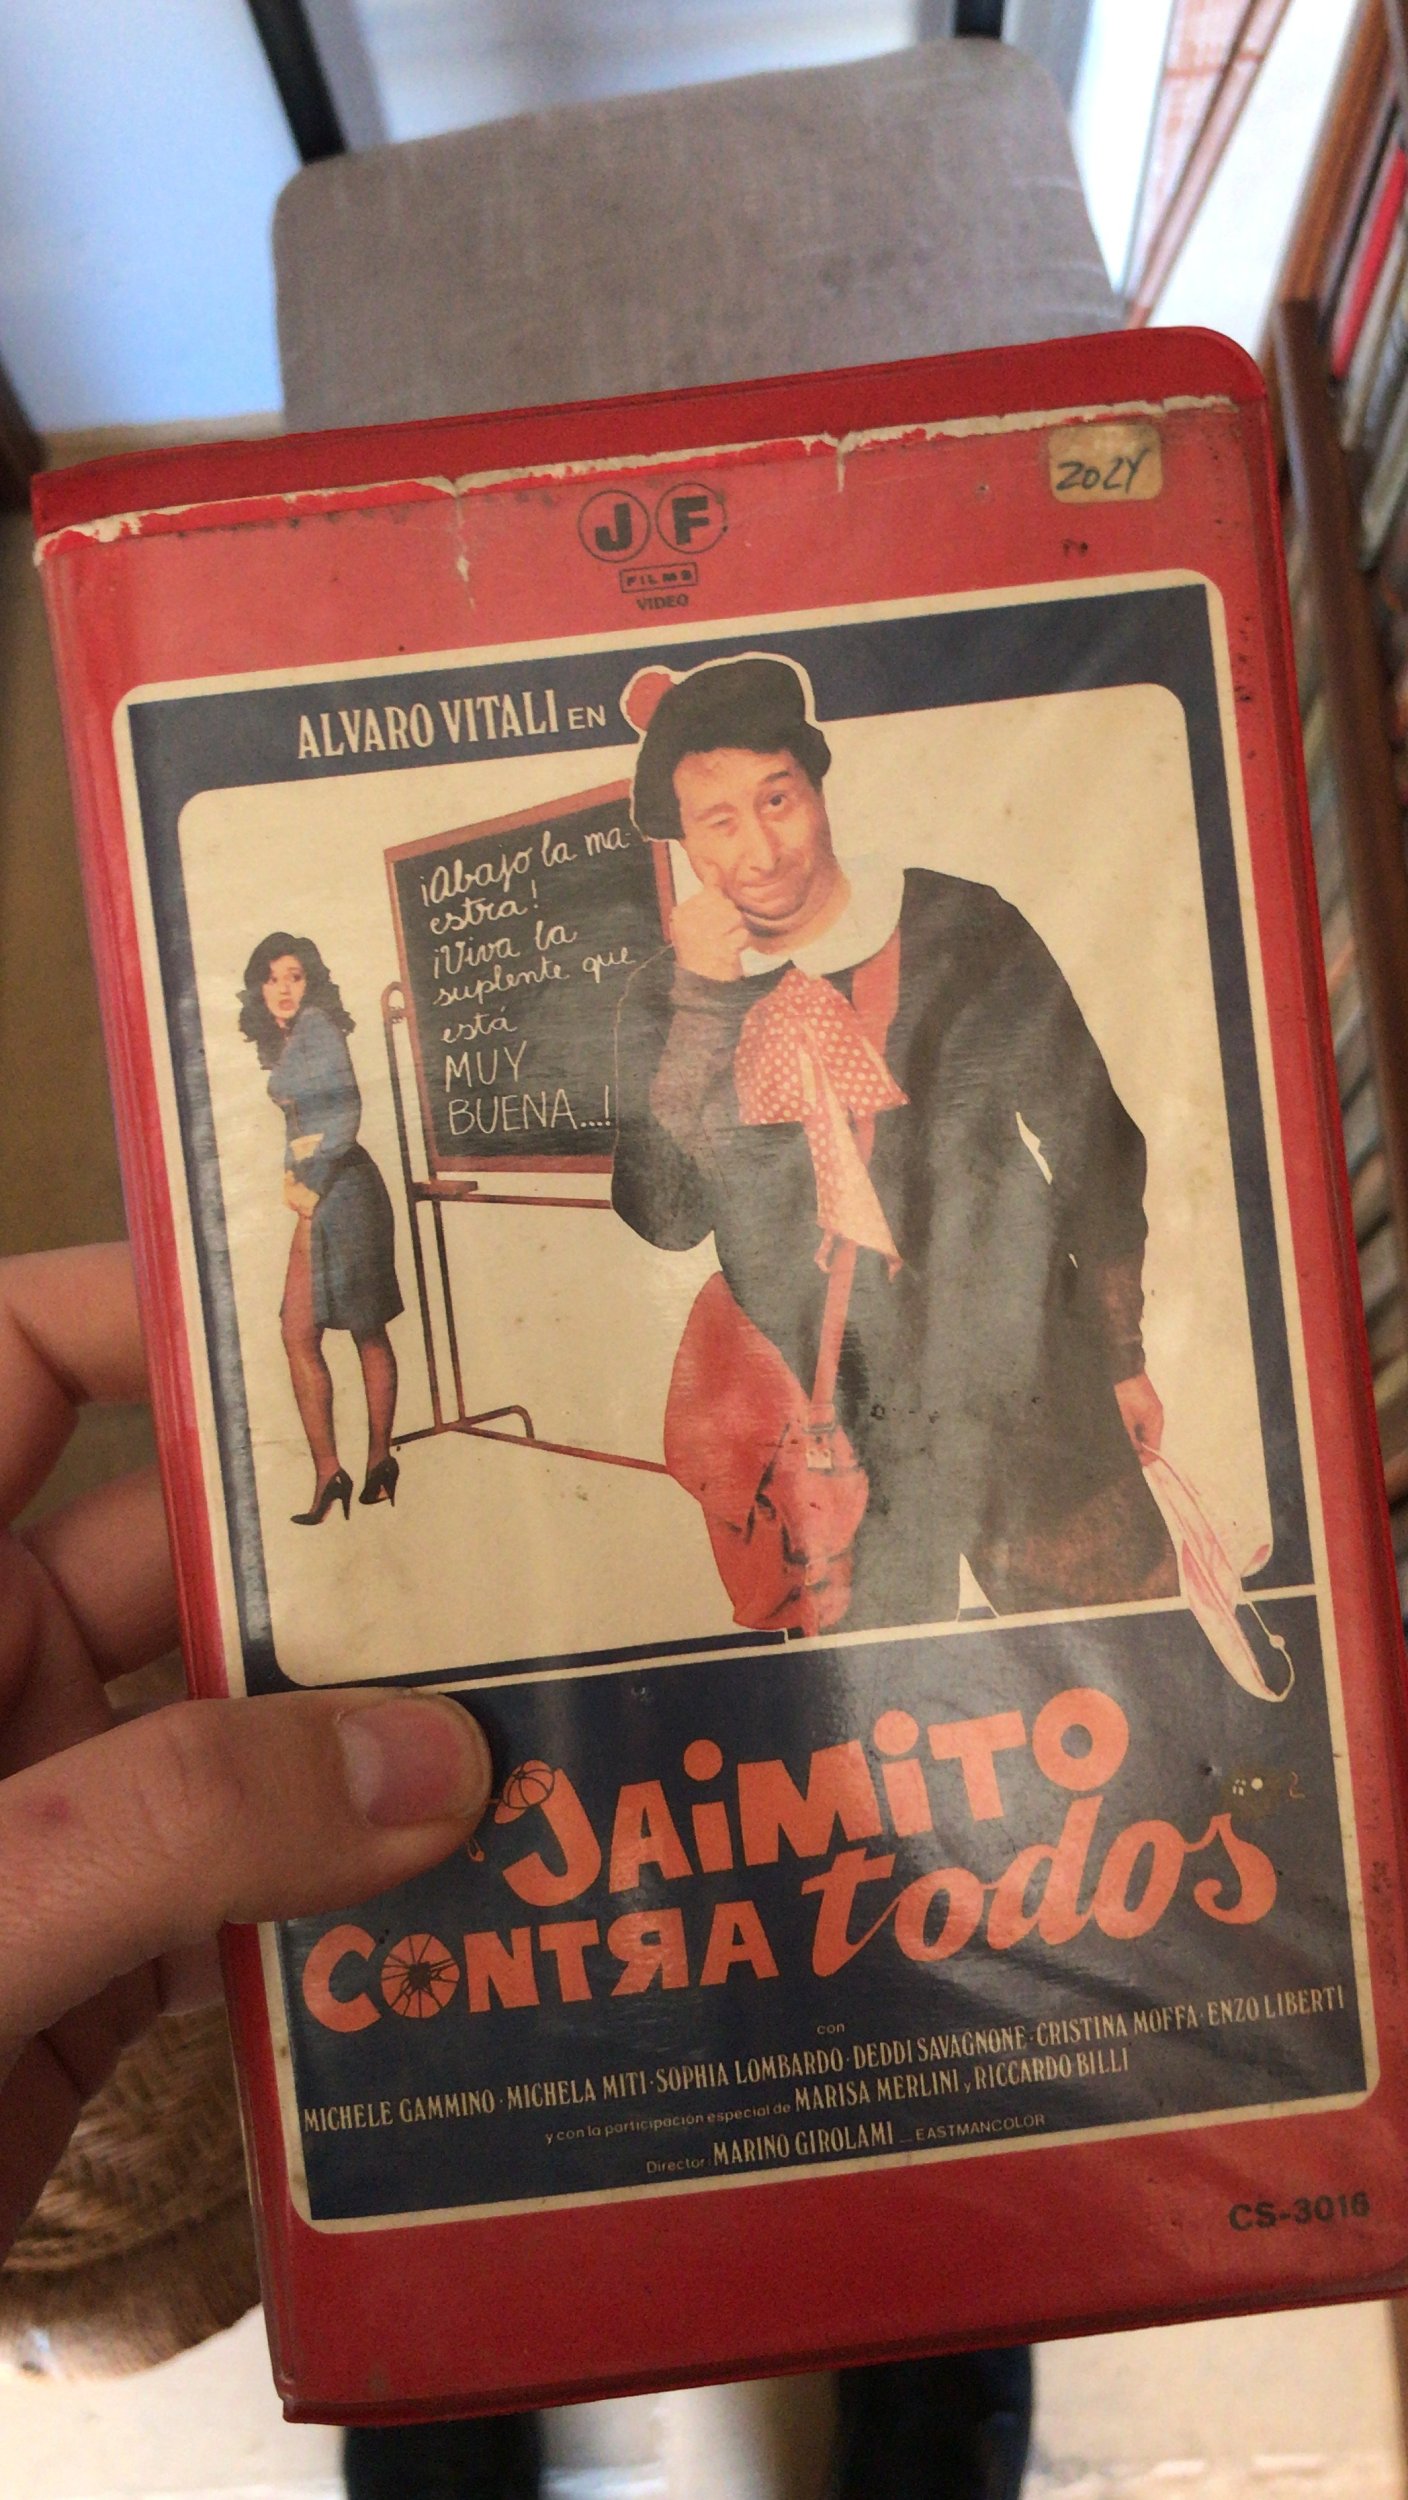 J F
FILMS
VIDEO
ALVARO VITALI EN
¡Abajo la ma-
estra!
¡Viva la
suplente que
está
MUY
BUENA...!
JAiMiTO
CONTRA todos
con
MICHELE GAMMINO · MICHELA MITI · SOPHIA LOMBARDO · DEDDI SAVAGNONE · CRISTINA MOFFA · ENZO LIBERTI
y con la participación especial de MARISA MERLINI y RICCARDO BILLI
Director: MARINO GIROLAMI _ EASTMANCOLOR
CS-3016